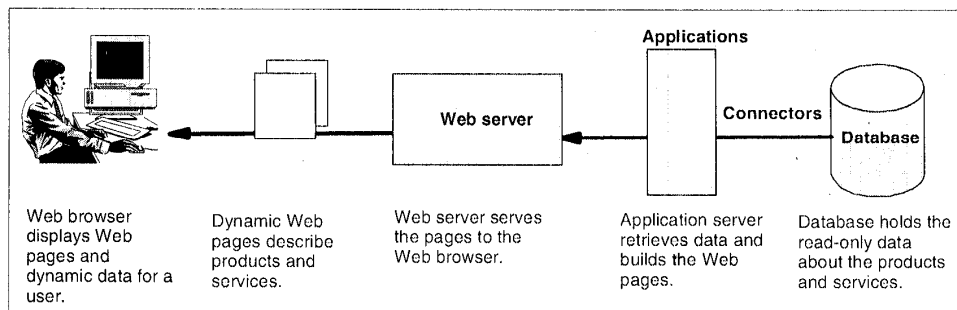 Applications
Web server
Connectors
Database
Web browser
displays Web
pages and
dynamic data for a
user.
Dynamic Web
pages describe
products and
services.
Web server serves
the pages to the
Web browser.
Application server
retrieves data and
builds the Web
pages.
Database holds the
read-only data
about the products
and services.